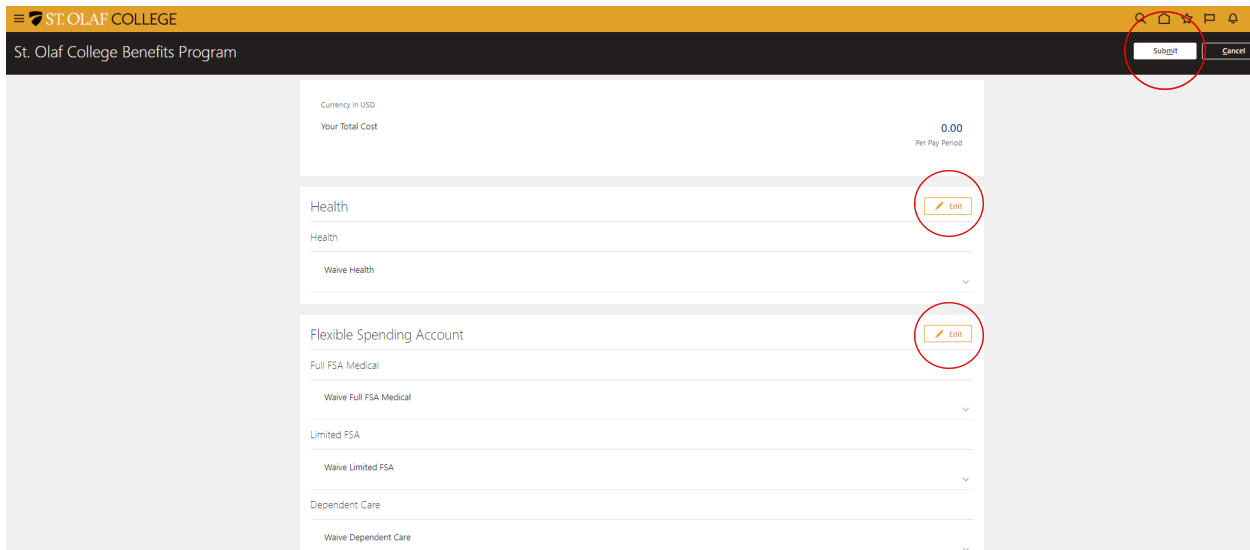 ST. OLAF COLLEGE
St. Olaf College Benefits Program
Submit
Cancel
Currency in USD
Your Total Cost
0.00
Per Pay Period
Health
Edit
Health
Waive Health
Flexible Spending Account
Edit
Full FSA Medical
Waive Full FSA Medical
Limited FSA
Waive Limited FSA
Dependent Care
Waive Dependent Care